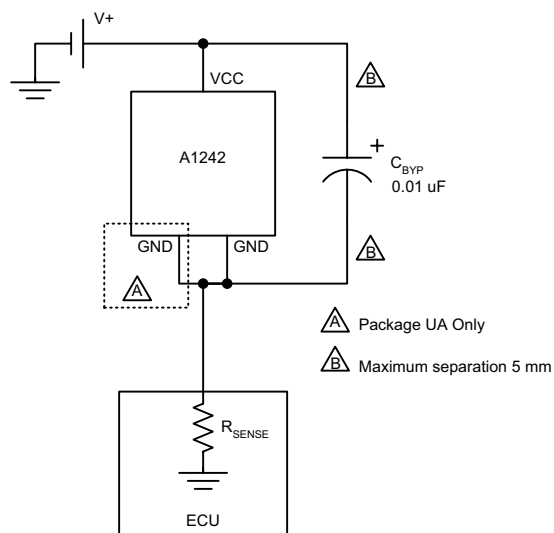 V+
VCC
B
A1242
+
C_BYP
0.01 uF
GND
GND
B
A
A Package UA Only
B Maximum separation 5 mm
R_SENSE
ECU